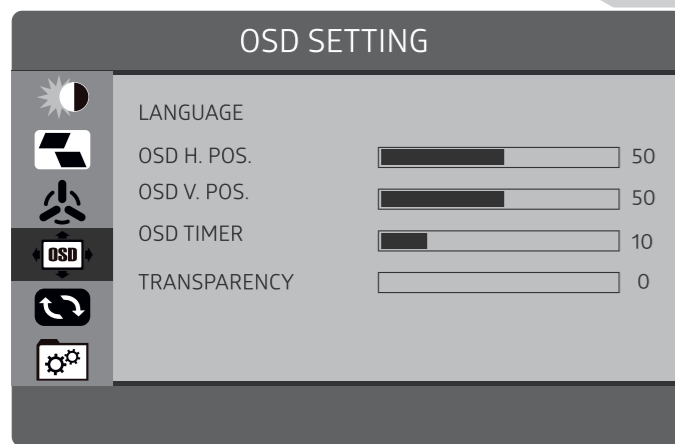 OSD SETTING
LANGUAGE
OSD H. POS. 50
OSD V. POS. 50
OSD
OSD TIMER 10
TRANSPARENCY 0